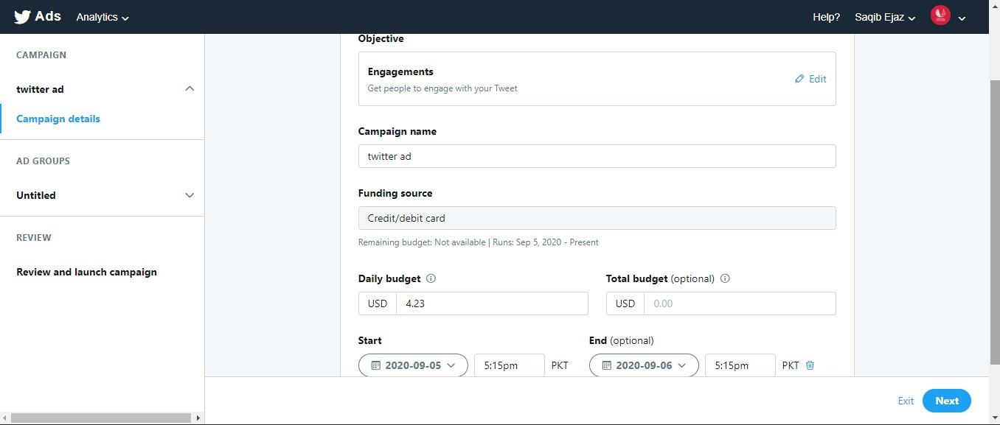 Ads Analytics Help? Saqib Ejaz
CAMPAIGN
twitter ad
Campaign details
AD GROUPS
Untitled
REVIEW
Review and launch campaign
Objective
Engagements
Get people to engage with your Tweet
Edit
Campaign name
twitter ad
Funding source
Credit/debit card
Remaining budget: Not available | Runs: Sep 5, 2020 - Present
Daily budget Total budget (optional)
USD 4.23 USD 0.00
Start End (optional)
2020-09-05 5:15pm PKT 2020-09-06 5:15pm PKT
Exit Next